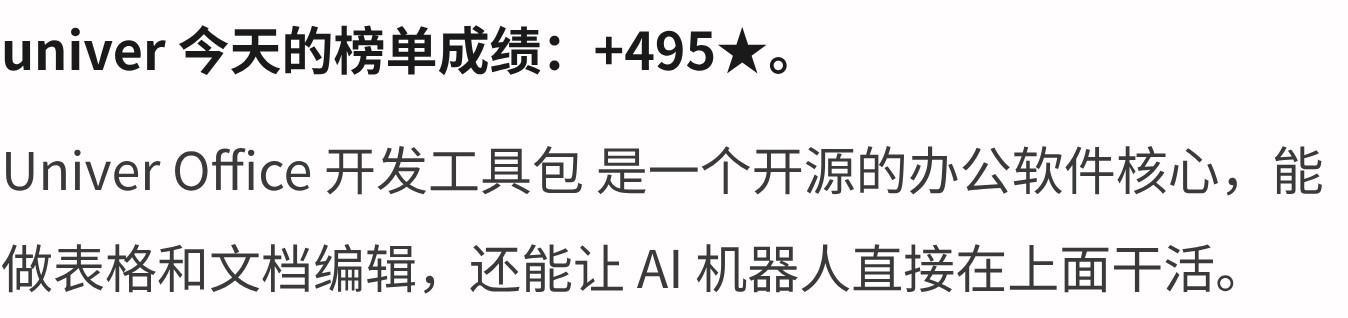 univer 今天的榜单成绩：+495★。
Univer Office 开发工具包 是一个开源的办公软件核心，能
做表格和文档编辑，还能让 AI 机器人直接在上面干活。